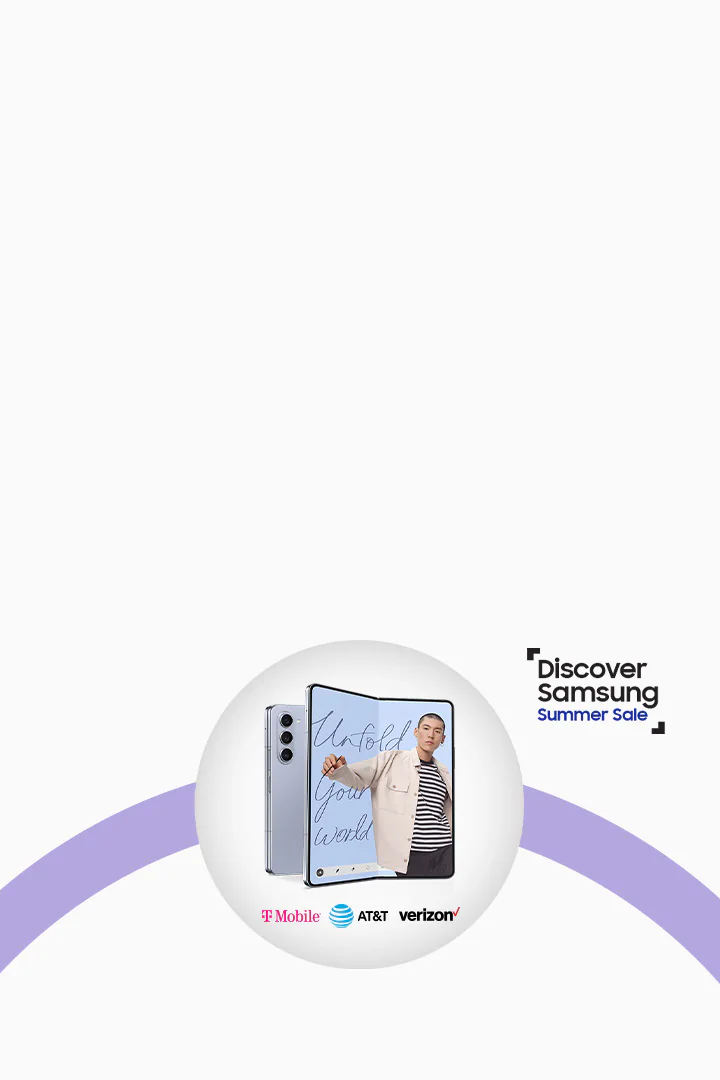 Discover
Samsung
Summer Sale
Unfold
Your
world
T Mobile
AT&T
verizon